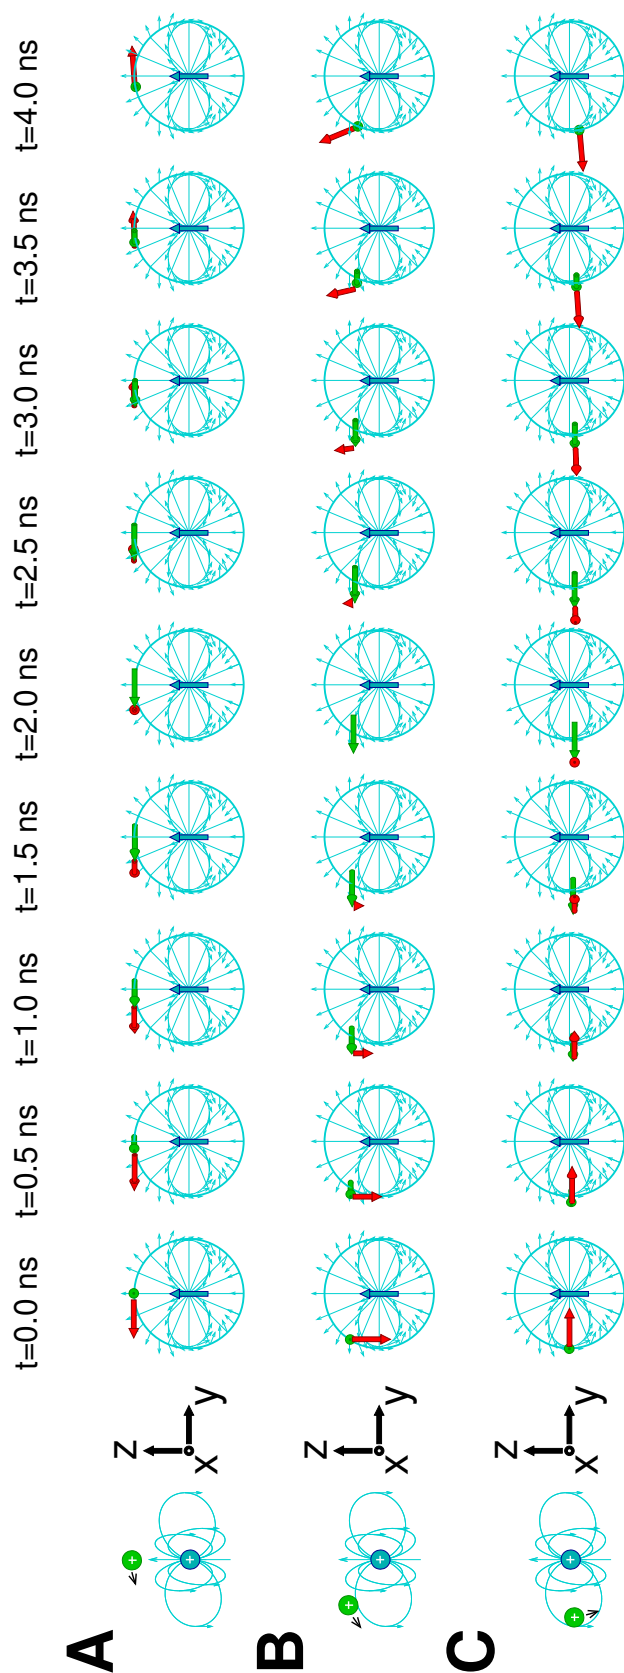 t=0.0 ns t=0.5 ns t=1.0 ns t=1.5 ns t=2.0 ns t=2.5 ns t=3.0 ns t=3.5 ns t=4.0 ns
A
+ z
+
x y
B
z
+ +
x y
C
z
+ +
x y